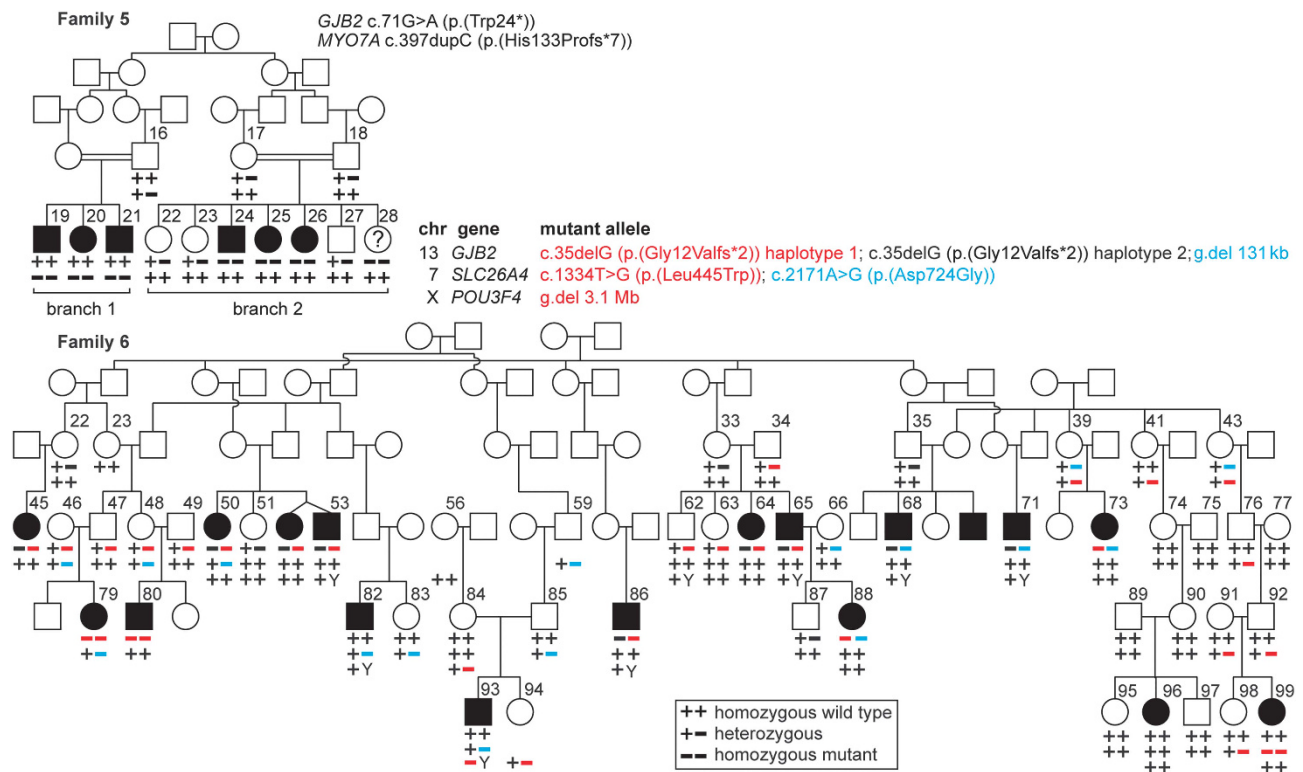 Family 5
GJB2 c.71G>A (p.(Trp24*))
MYO7A c.397dupC (p.(His133Profs*7))
16 17 18
++ +- +-
+- ++ ++
19 20 21 22 23 24 25 26 27 28
?
branch 1 branch 2
chr gene mutant allele
13 GJB2 c.35delG (p.(Gly12Valfs*2)) haplotype 1; c.35delG (p.(Gly12Valfs*2)) haplotype 2; g.del 131 kb
7 SLC26A4 c.1334T>G (p.(Leu445Trp)); c.2171A>G (p.(Asp724Gly))
X POU3F4 g.del 3.1 Mb
Family 6
22 23 33 34 35 39 41 43
+- ++ +- +- +- +- ++ +-
++ ++ ++ +- +- +-
45 46 47 48 49 50 51 53 56 59 62 63 64 65 66 68 71 73 74 75 76 77
-- +- +- +- +- -- +- -- -- +- +- -- -- +- -- -- -- ++ ++ ++ ++
++ +- ++ +- ++ +- ++ ++ ++ +- ++ ++ ++ ++ ++ +- ++ ++ ++ ++ +- ++
++ ++ ++ +Y +Y ++ ++ +Y +Y +Y ++
79 80 82 83 84 85 86 87 88 89 90 91 92
-- -- ++ ++ ++ -- +- -- ++ ++ ++ ++
+- ++ +- +- ++ +- ++ ++ ++ ++ +- +-
+Y +- +Y ++
93 94 95 96 97 98 99
++ ++ ++ ++ ++ ++
+- ++ ++ ++ +- --
-Y +- ++ ++
++ homozygous wild type
+- heterozygous
-- homozygous mutant